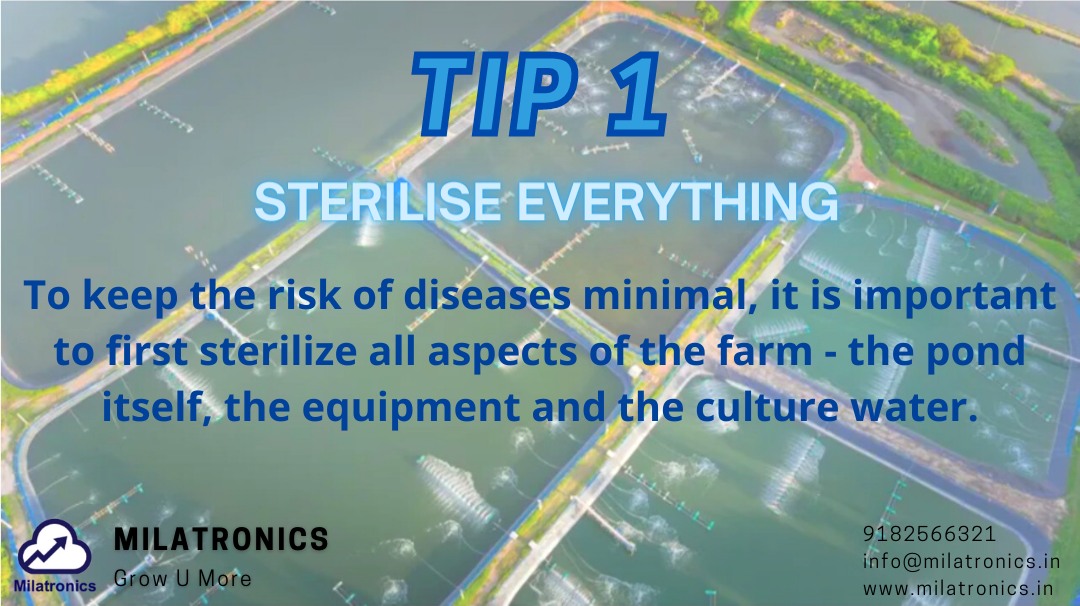 TIP 1
STERILISE EVERYTHING
To keep the risk of diseases minimal, it is important
to first sterilize all aspects of the farm - the pond
itself, the equipment and the culture water.
Milatronics
MILATRONICS
Grow U More
9182566321
info@milatronics.in
www.milatronics.in